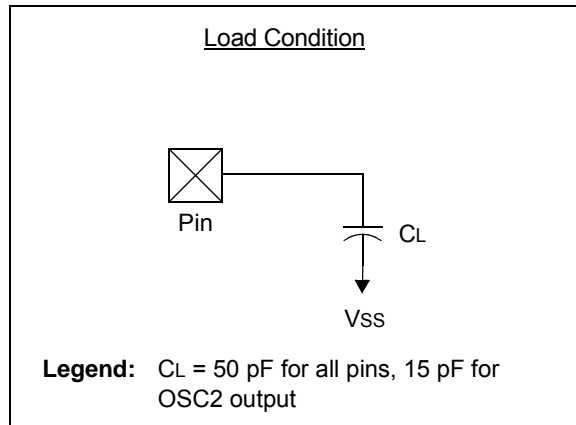 Load Condition
Pin
CL
VSS
Legend: CL = 50 pF for all pins, 15 pF for
OSC2 output